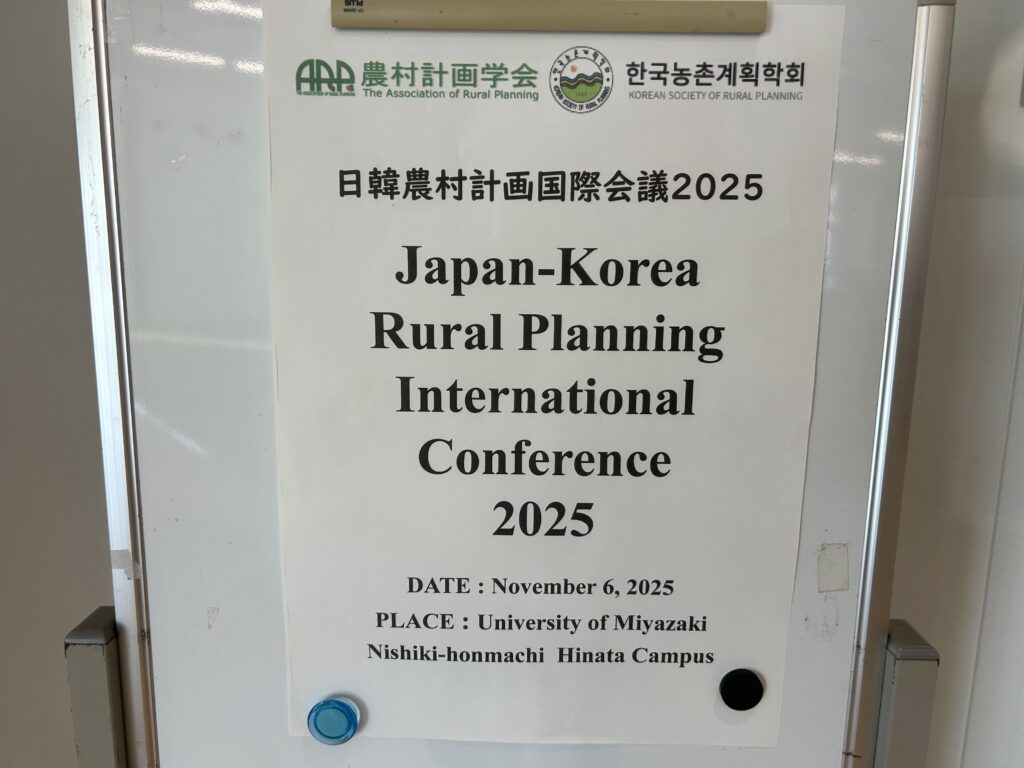 PLUS
ARP 農村計画学会
The Association of Rural Planning
한국농촌계획학회
KOREAN SOCIETY OF RURAL PLANNING
日韓農村計画国際会議2025
Japan-Korea
Rural Planning
International
Conference
2025
DATE : November 6, 2025
PLACE : University of Miyazaki
Nishiki-honmachi Hinata Campus